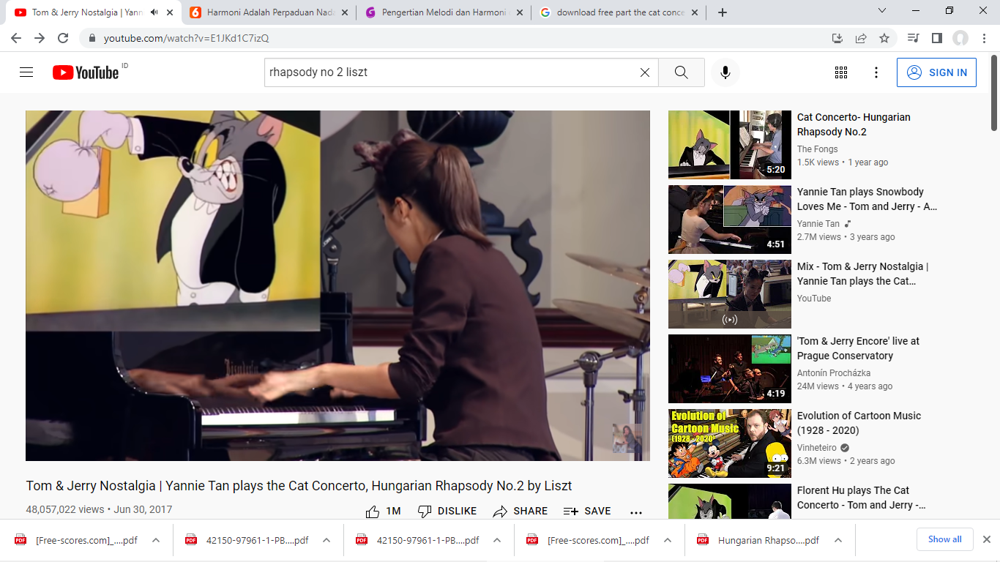 Tom & Jerry Nostalgia | Yann
Harmoni Adalah Perpaduan Nada
Pengertian Melodi dan Harmoni
download free part the cat conce
youtube.com/watch?v=E1JKd1C7izQ
YouTube ID
rhapsody no 2 liszt
SIGN IN
Tom & Jerry Nostalgia | Yannie Tan plays the Cat Concerto, Hungarian Rhapsody No.2 by Liszt
48,057,022 views • Jun 30, 2017
1M
DISLIKE
SHARE
SAVE
Cat Concerto- Hungarian
Rhapsody No.2
The Fongs
1.5K views • 1 year ago
5:20
Yannie Tan plays Snowbody
Loves Me - Tom and Jerry - A...
Yannie Tan
2.7M views • 3 years ago
4:51
Mix - Tom & Jerry Nostalgia |
Yannie Tan plays the Cat...
YouTube
'Tom & Jerry Encore' live at
Prague Conservatory
Antonín Procházka
24M views • 4 years ago
4:19
Evolution of
Cartoon Music
(1928 - 2020)
9:21
Evolution of Cartoon Music
(1928 - 2020)
Vinheteiro
6.3M views • 2 years ago
Florent Hu plays The Cat
Concerto - Tom and Jerry -...
[Free-scores.com]_....pdf
42150-97961-1-PB....pdf
42150-97961-1-PB....pdf
[Free-scores.com]_....pdf
Hungarian Rhapso....pdf
Show all